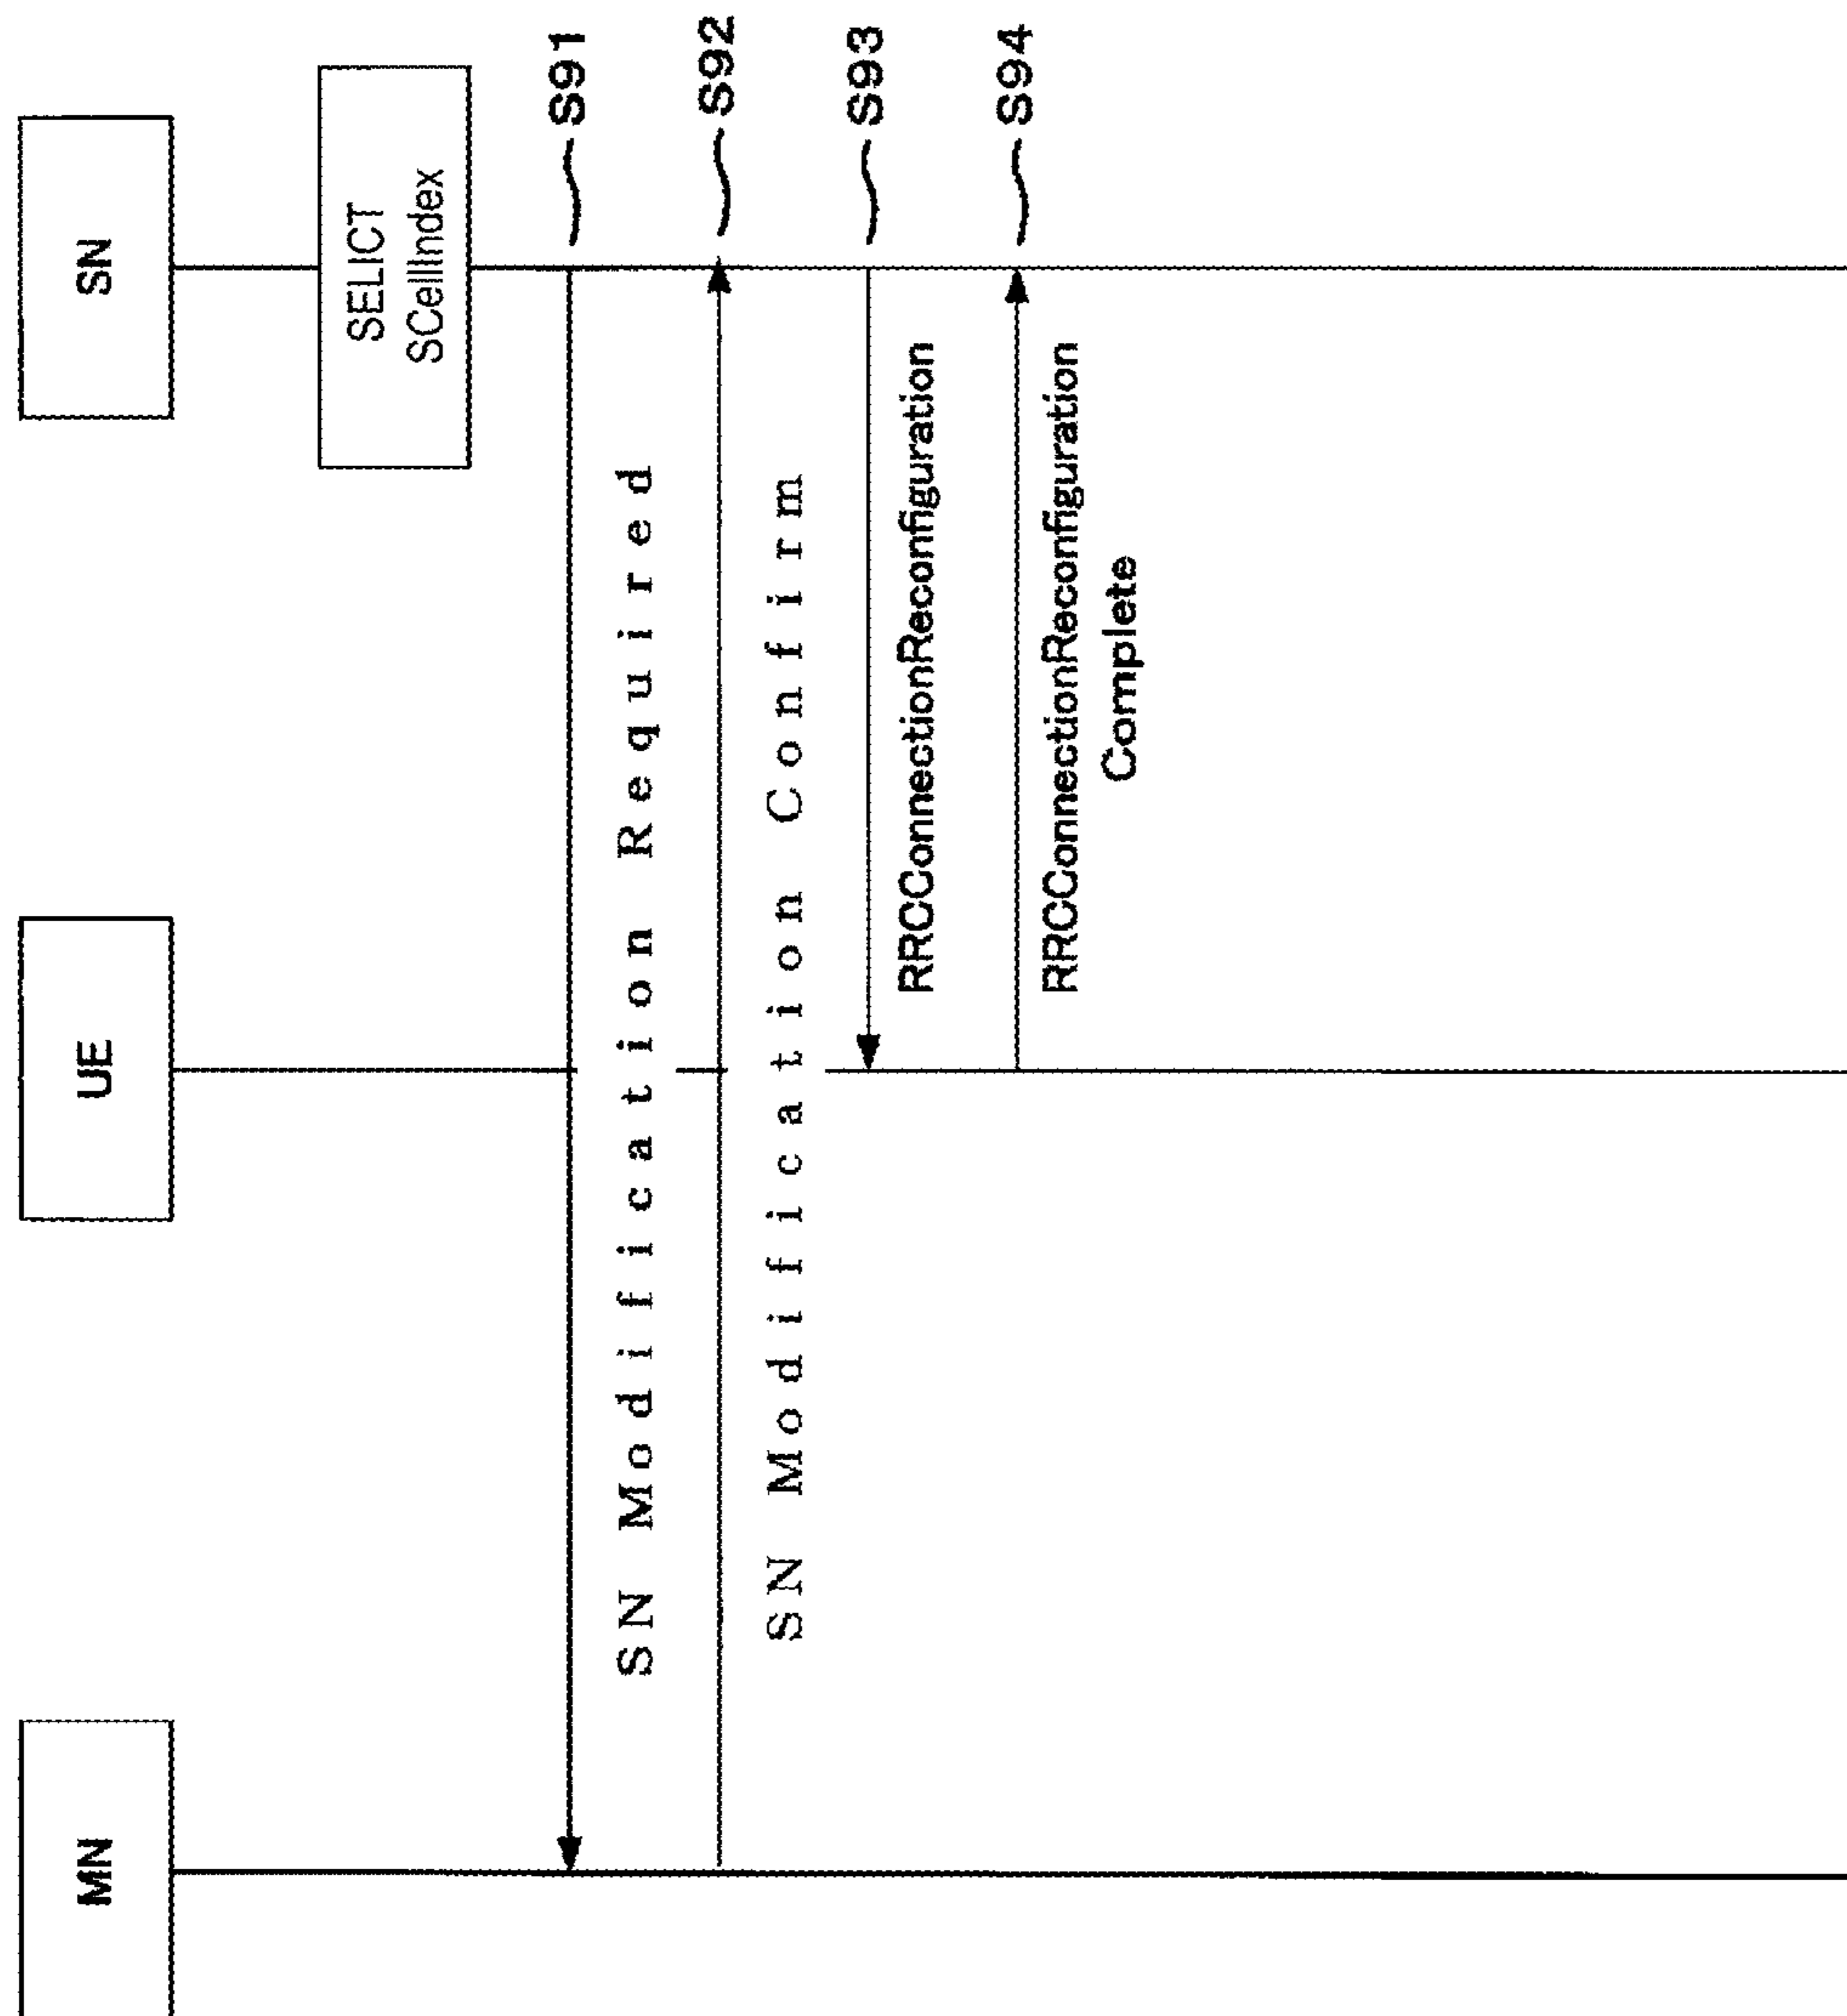 MN
UE
SN
SELICT
SCellIndex
S91
SN Modification Required
S92
SN Modification Confirm
S93
RRCConnectionReconfiguration
S94
RRCConnectionReconfiguration
Complete